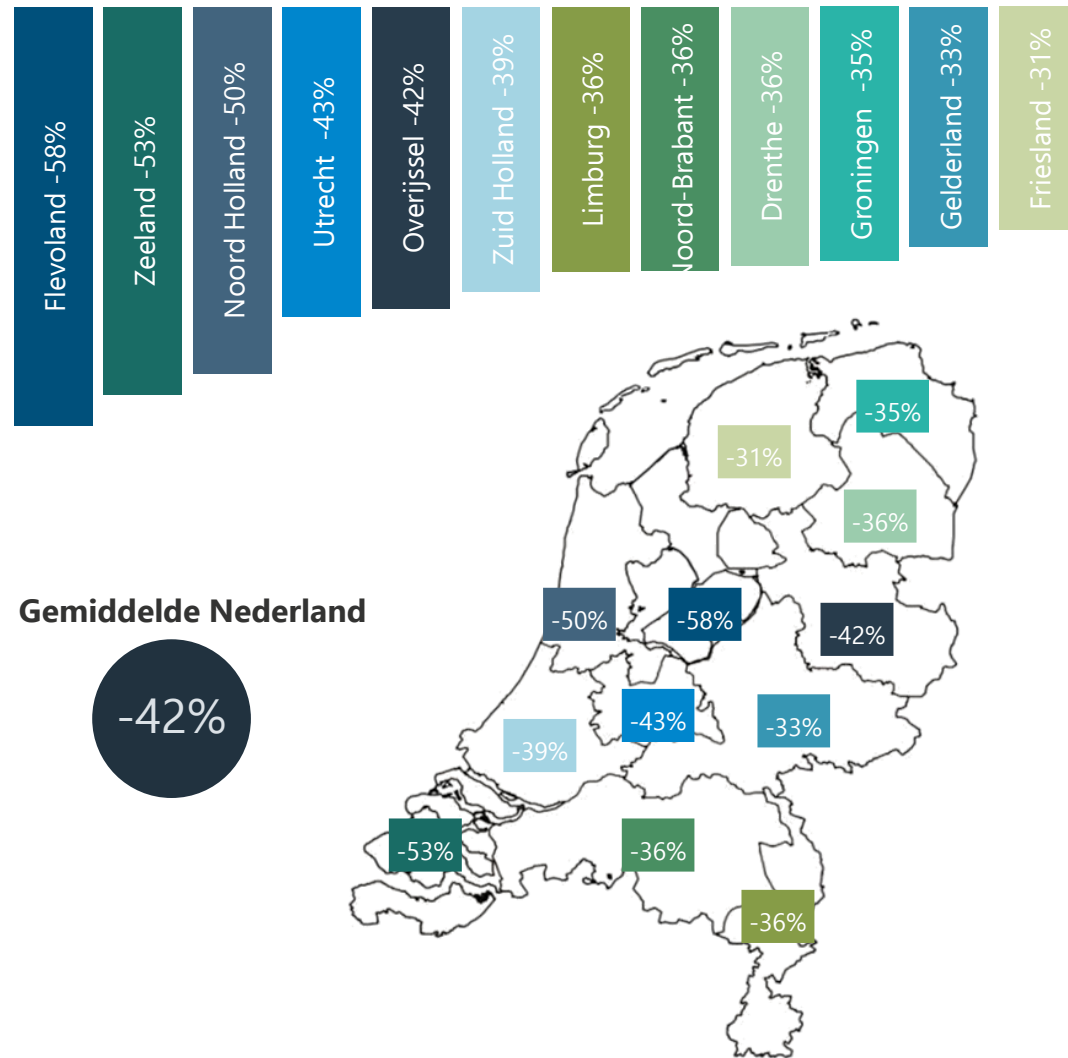 Flevoland -58%
Zeeland -53%
Noord Holland -50%
Utrecht -43%
Overijssel -42%
Zuid Holland -39%
Limburg -36%
Noord-Brabant -36%
Drenthe -36%
Groningen -35%
Gelderland -33%
Friesland -31%
-35%
-31%
-36%
Gemiddelde Nederland
-50%
-58%
-42%
-42%
-43%
-33%
-39%
-53%
-36%
-36%